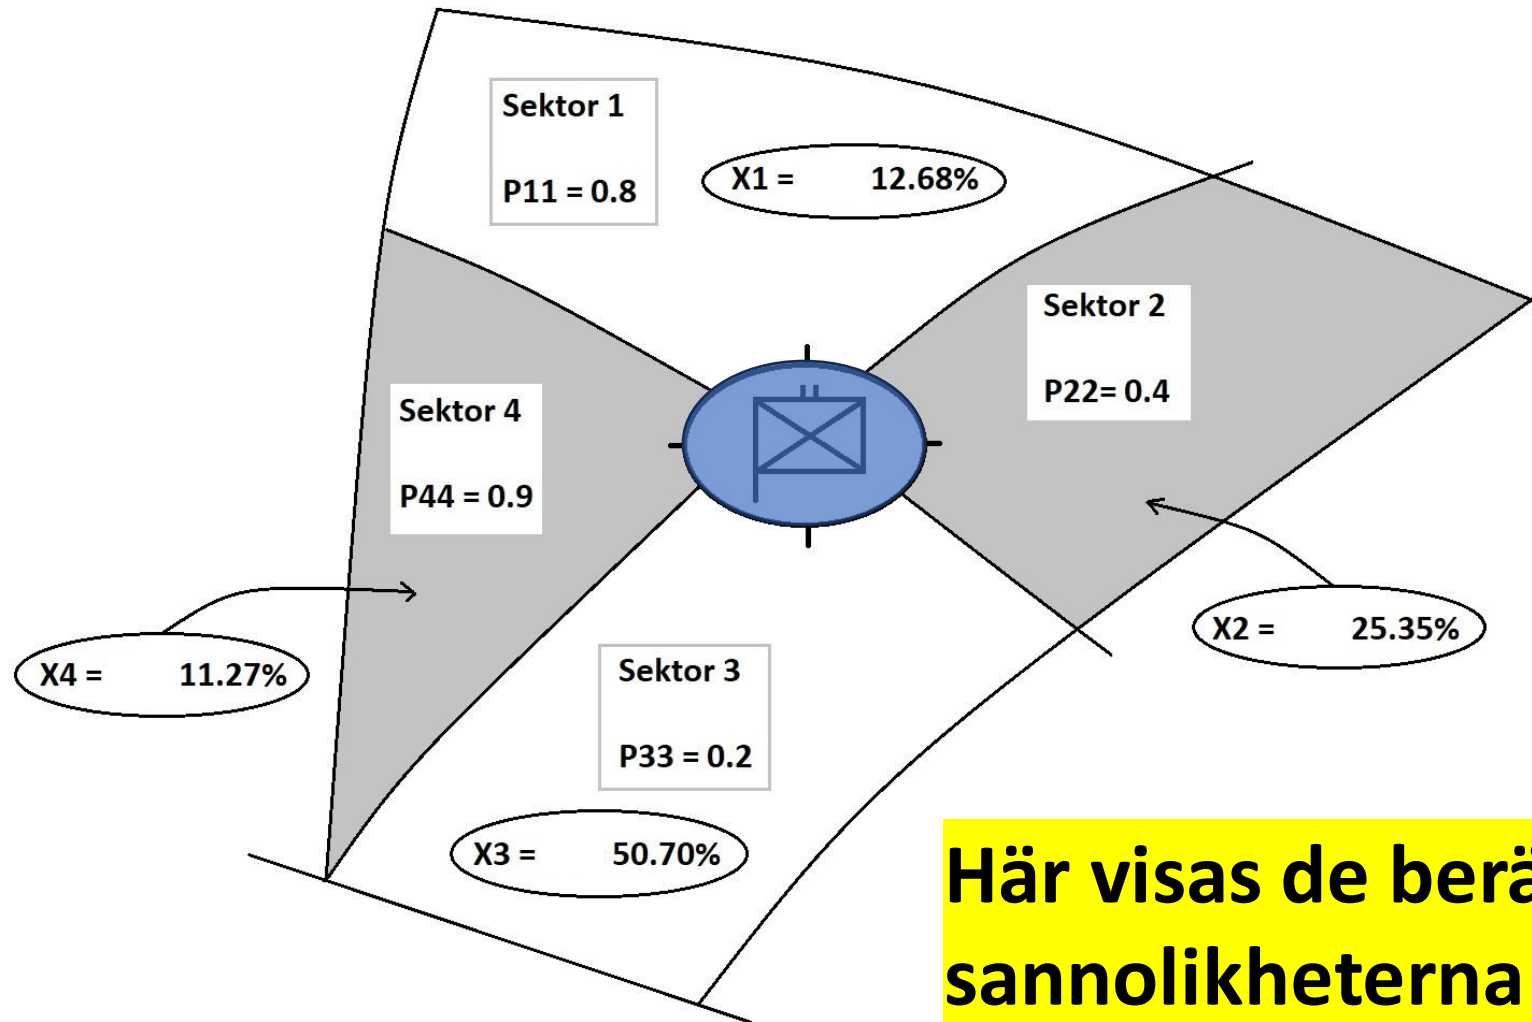 Sektor 1
P11 = 0.8
X1 = 12.68%
Sektor 2
P22= 0.4
Sektor 4
P44 = 0.9
X2 = 25.35%
X4 = 11.27%
Sektor 3
P33 = 0.2
X3 = 50.70%
Här visas de
sannolikheterna